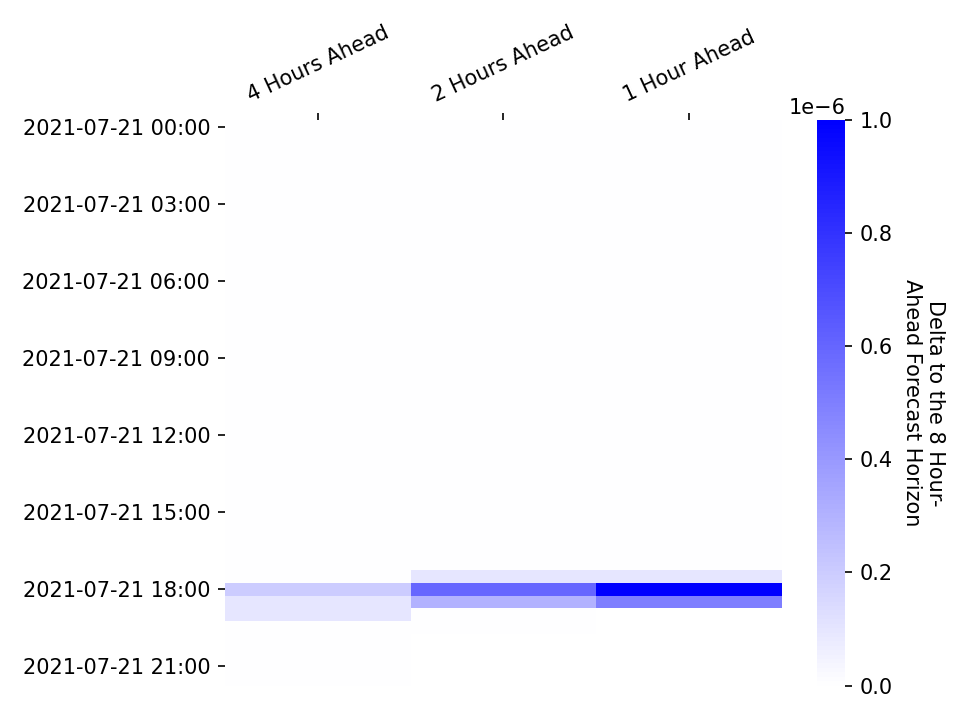 4 Hours Ahead
2 Hours Ahead
1 Hour Ahead
1e−6
2021-07-21 00:00
2021-07-21 03:00
2021-07-21 06:00
2021-07-21 09:00
2021-07-21 12:00
2021-07-21 15:00
2021-07-21 18:00
2021-07-21 21:00
1.0
0.8
0.6
0.4
0.2
0.0
Delta to the 8 Hour-
Ahead Forecast Horizon